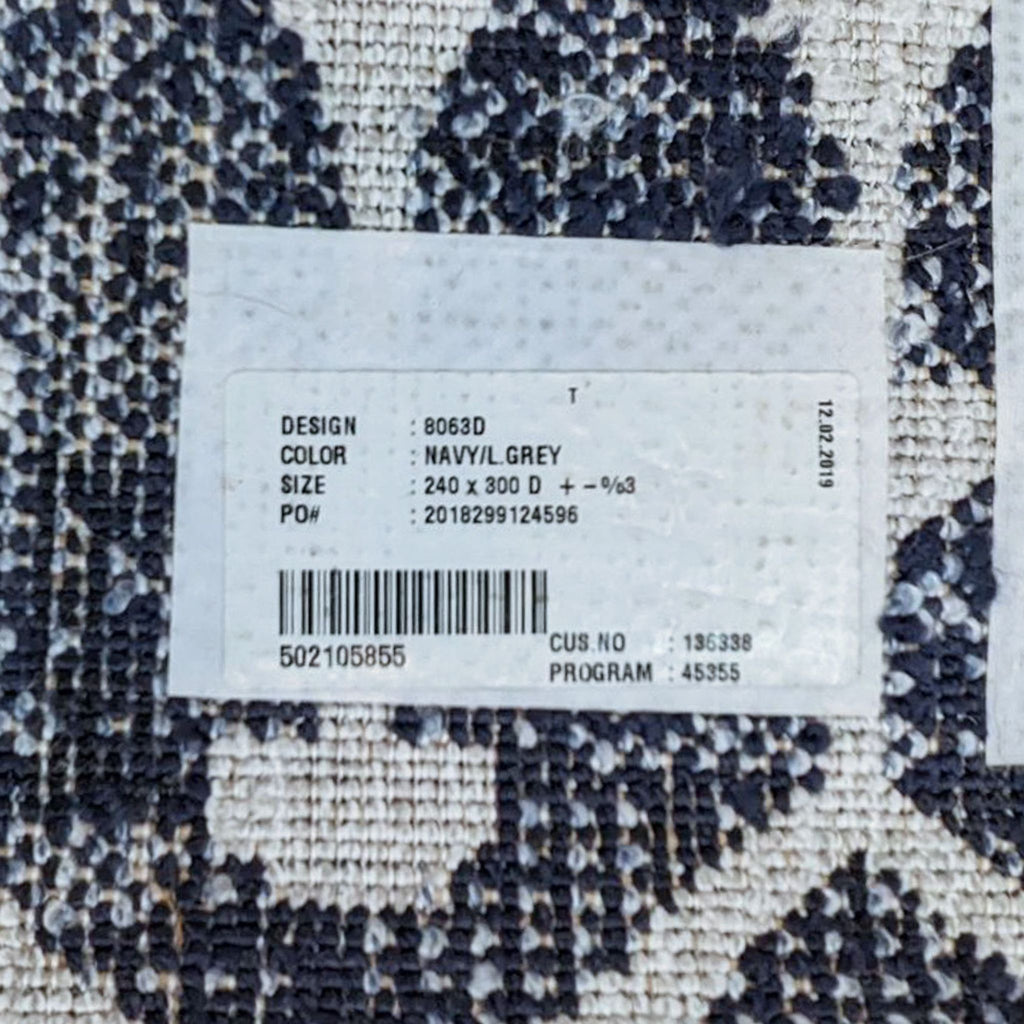 T
DESIGN : 8063D
COLOR : NAVY/L.GREY
SIZE : 240 x 300 D + - %3
PO# : 2018299124596
12.02.2019
502105855
CUS.NO : 136338
PROGRAM : 45355